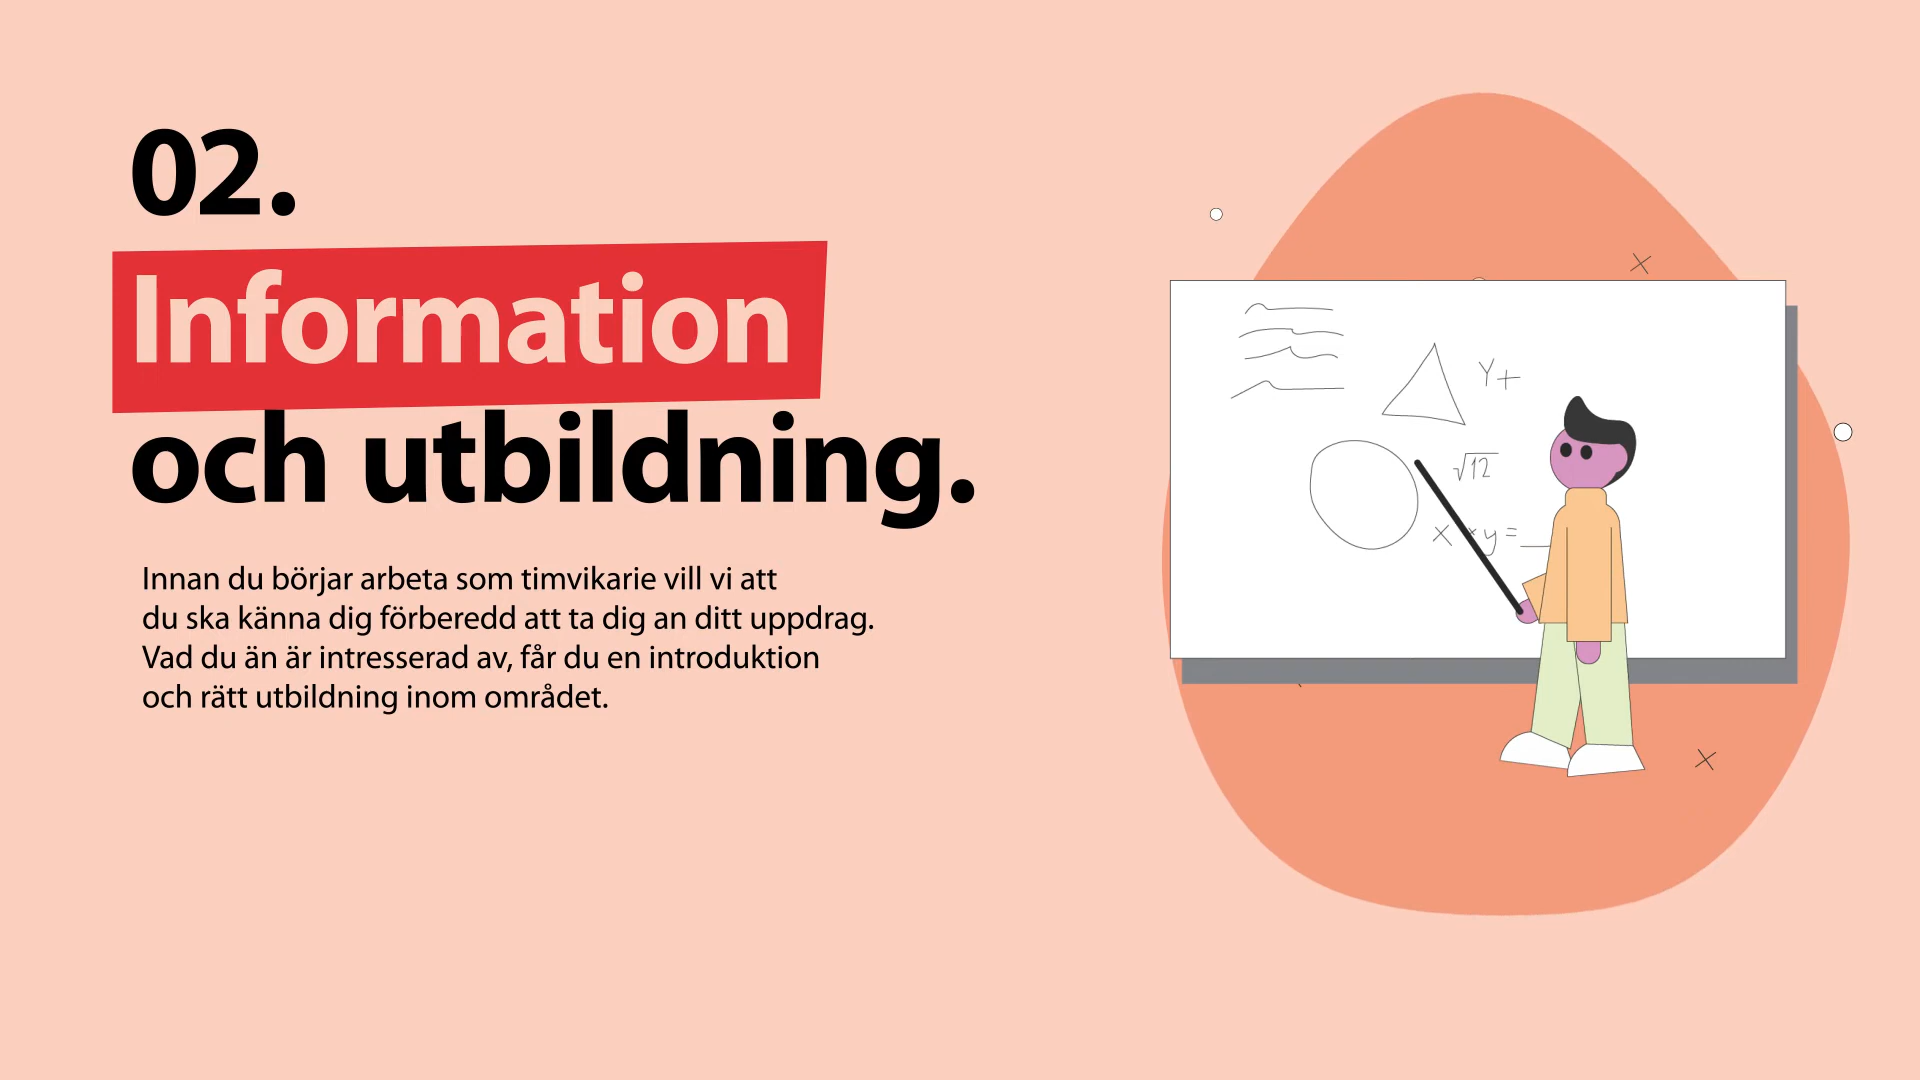 02.
Information
och utbildning.
Innan du börjar arbeta som timvikarie vill vi att
du ska känna dig förberedd att ta dig an ditt uppdrag.
Vad du än är intresserad av, får du en introduktion
och rätt utbildning inom området.
Y+
√12
x * y =